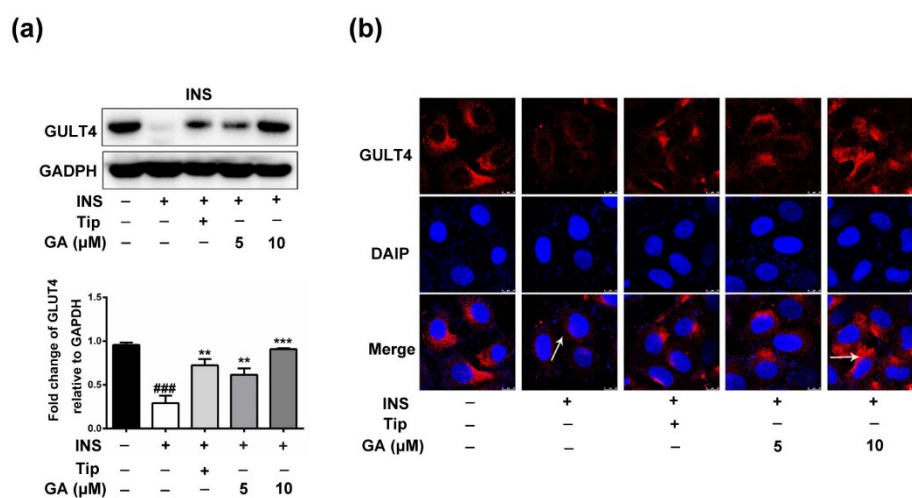 (a)
INS
GULT4
GADPH
INS – + + + +
Tip – – + – –
GA (μM) – – – 5 10
Fold change of GLUT4
relative to GAPDH
1.5
1.0
0.5
0.0
###
**
**
***
INS – + + + +
Tip – – + – –
GA (μM) – – – 5 10
(b)
GULT4
DAIP
Merge
INS – + + + +
Tip – – + – –
GA (μM) – – – 5 10